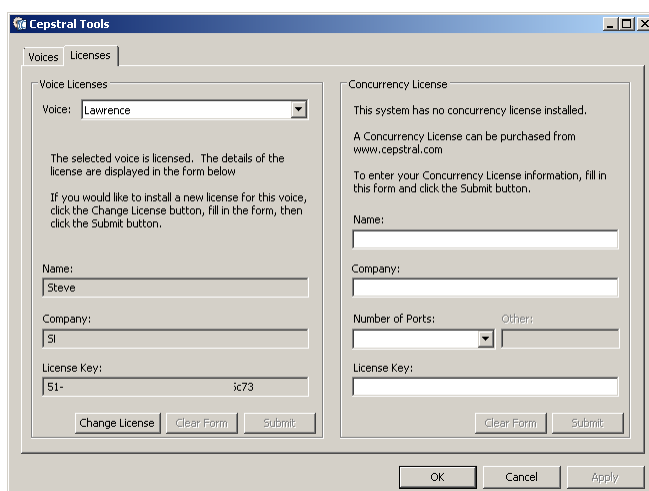 Cepstral Tools
Voices Licenses
Voice Licenses
Voice: Lawrence
The selected voice is licensed. The details of the
license are displayed in the form below
If you would like to install a new license for this voice,
click the Change License button, fill in the form, then
click the Submit button.
Name:
Steve
Company:
SI
License Key:
51- c73
Change License Clear Form Submit
Concurrency License
This system has no concurrency license installed.
A Concurrency License can be purchased from
www.cepstral.com
To enter your Concurrency License information, fill in
this form and click the Submit button.
Name:
Company:
Number of Ports: Other:
License Key:
Clear Form Submit
OK Cancel Apply